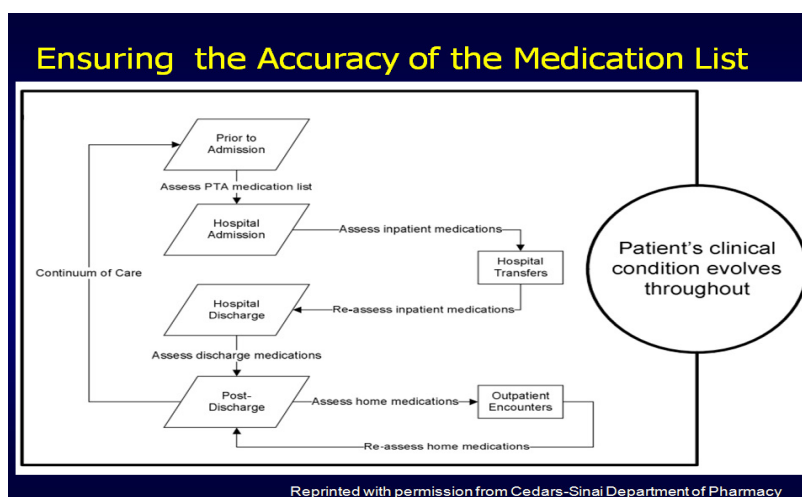 Ensuring the Accuracy of the Medication List
Prior to
Admission
Assess PTA medication list
Hospital
Admission
Assess inpatient medications
Hospital
Transfers
Patient's clinical
condition evolves
throughout
Continuum of Care
Hospital
Discharge
Re-assess inpatient medications
Assess discharge medications
Post-
Discharge
Assess home medications
Outpatient
Encounters
Re-assess home medications
Reprinted with permission from Cedars-Sinai Department of Pharmacy